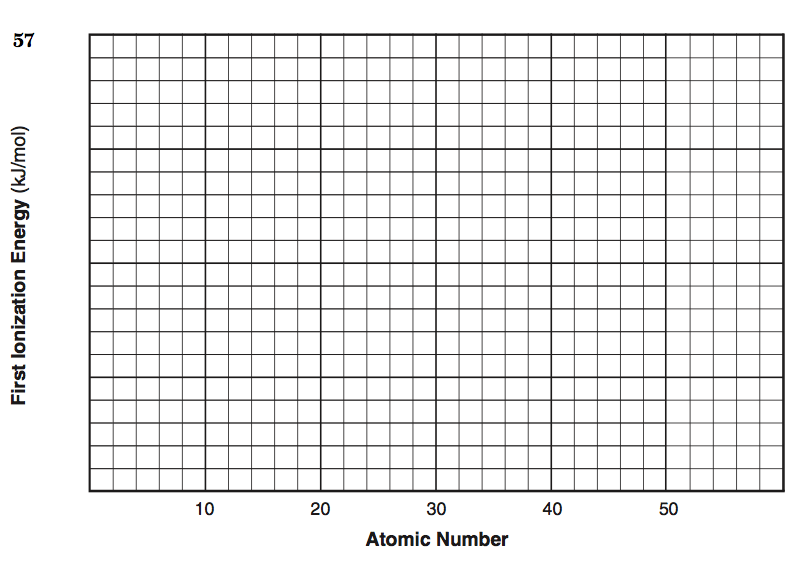 57
First Ionization Energy (kJ/mol)
10 20 30 40 50
Atomic Number